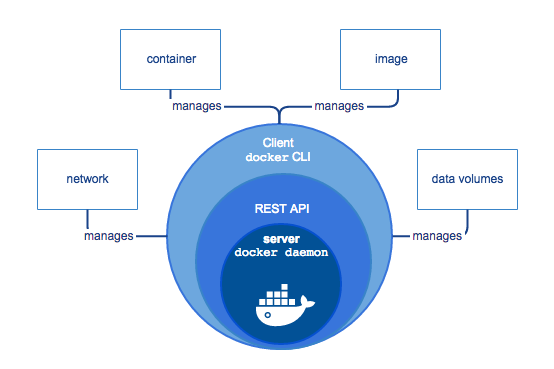 container
image
manages
manages
Client
docker CLI
network
data volumes
REST API
manages
manages
server
docker daemon